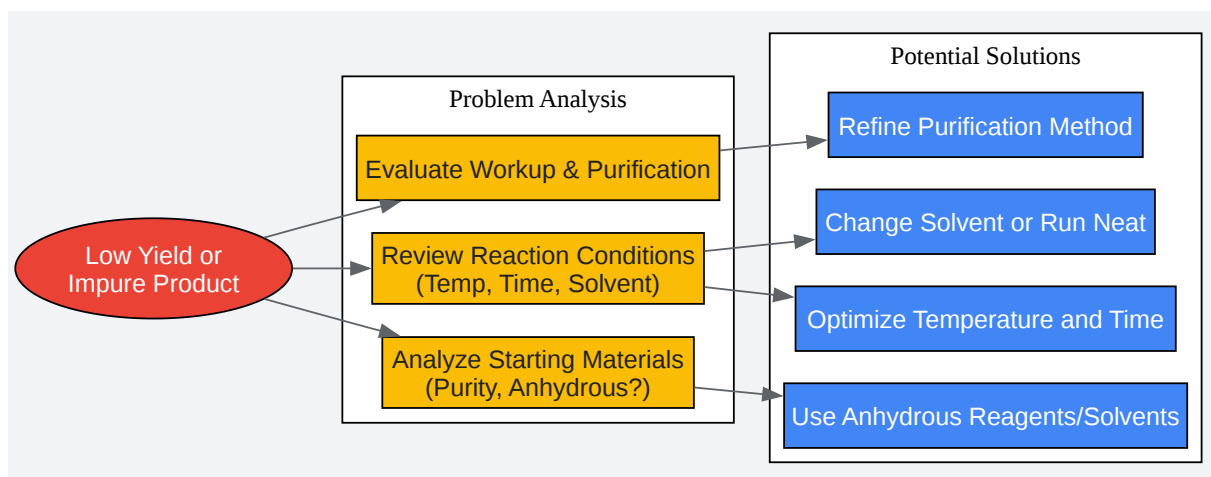 Low Yield or
Impure Product
Problem Analysis
Evaluate Workup & Purification
Review Reaction Conditions
(Temp, Time, Solvent)
Analyze Starting Materials
(Purity, Anhydrous?)
Potential Solutions
Refine Purification Method
Change Solvent or Run Neat
Optimize Temperature and Time
Use Anhydrous Reagents/Solvents